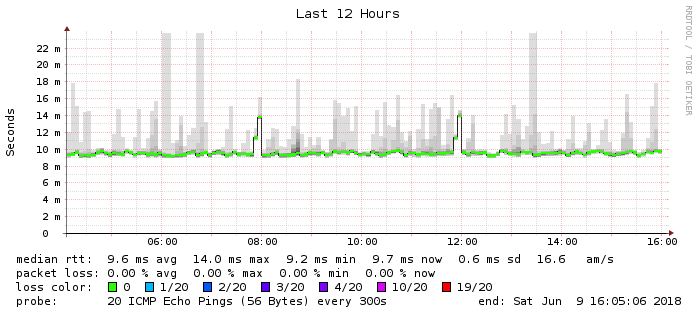 Last 12 Hours
RRDTOOL / TOBI OETIKER
Seconds
22 m
20 m
18 m
16 m
14 m
12 m
10 m
8 m
6 m
4 m
2 m
0
06:00 08:00 10:00 12:00 14:00 16:00
median rtt: 9.6 ms avg 14.0 ms max 9.2 ms min 9.7 ms now 0.6 ms sd 16.6 am/s
packet loss: 0.00 % avg 0.00 % max 0.00 % min 0.00 % now
loss color: 0 1/20 2/20 3/20 4/20 10/20 19/20
probe: 20 ICMP Echo Pings (56 Bytes) every 300s end: Sat Jun 9 16:05:06 2018